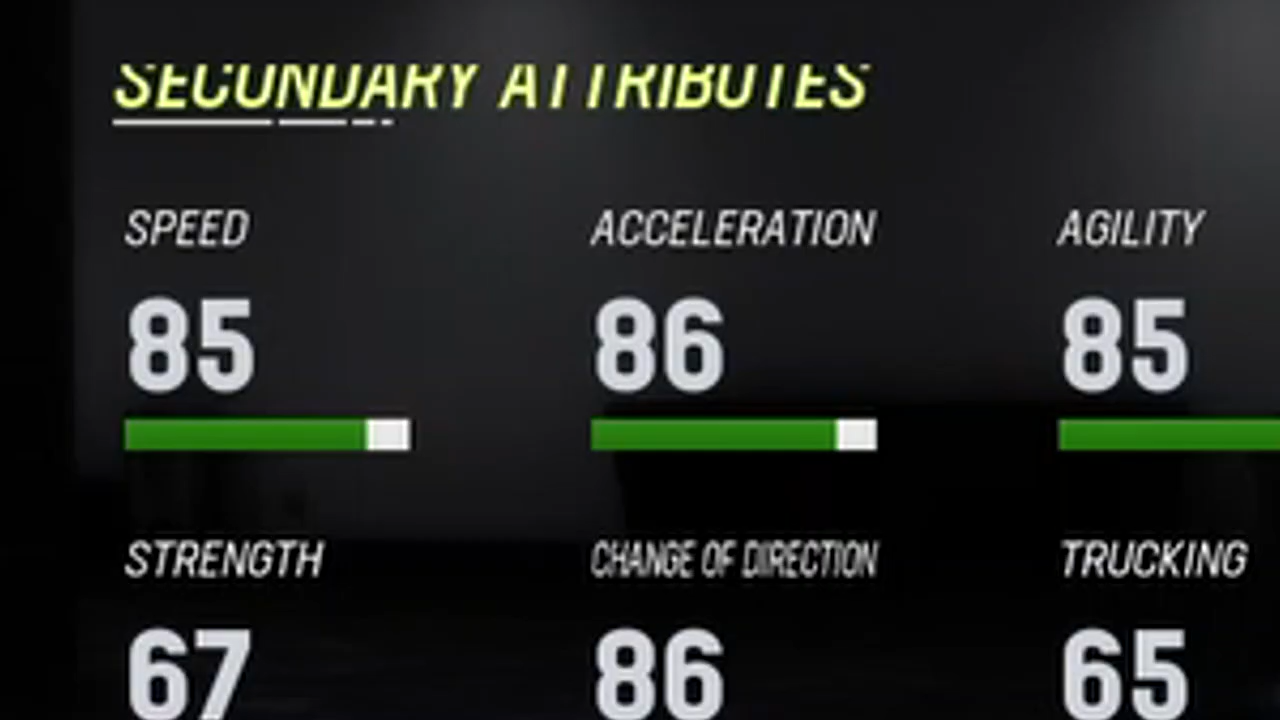 SECONDARY ATTRIBUTES
SPEED ACCELERATION AGILITY
85 86 85
STRENGTH CHANGE OF DIRECTION TRUCKING
67 86 65